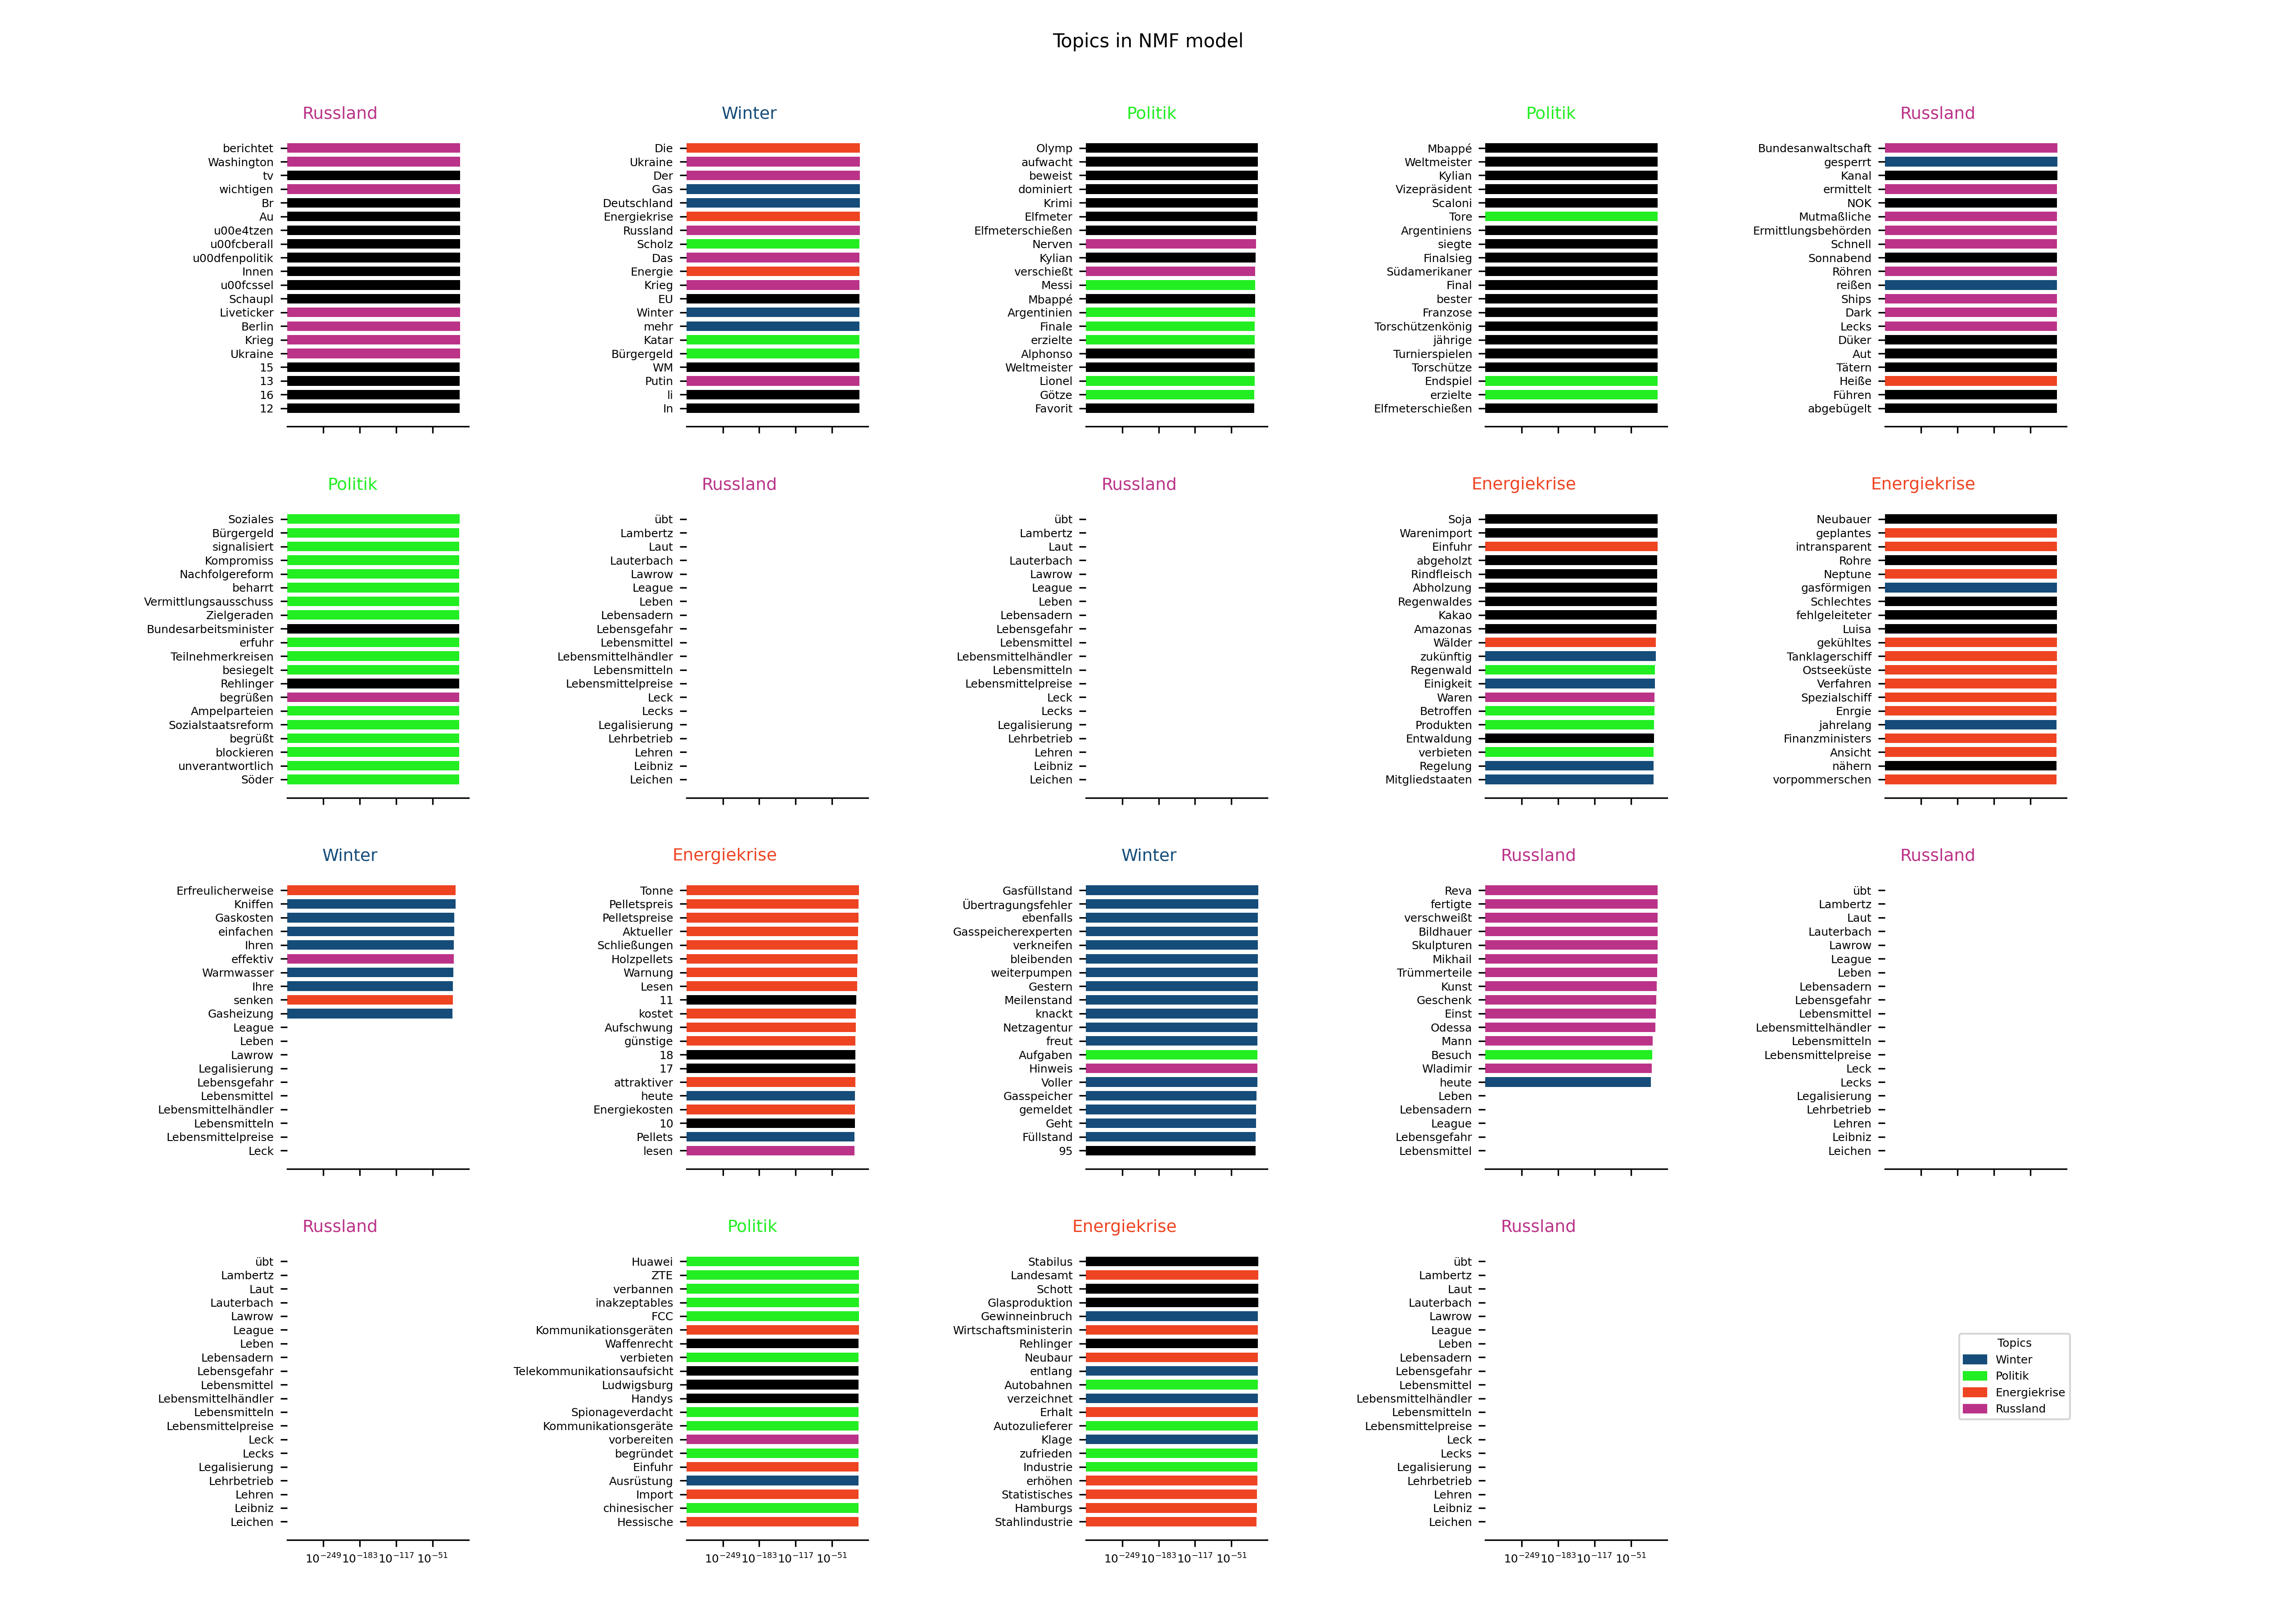 Topics in NMF model
Russland
berichtet
Washington
tv
wichtigen
Br
Au
u00e4tzen
u00fcberall
u00dfenpolitik
Innen
u00fcssel
Schaupl
Liveticker
Berlin
Krieg
Ukraine
15
13
16
12
Winter
Die
Ukraine
Der
Gas
Deutschland
Energiekrise
Russland
Scholz
Das
Energie
Krieg
EU
Winter
mehr
Katar
Bürgergeld
WM
Putin
li
In
Politik
Olymp
aufwacht
beweist
dominiert
Krimi
Elfmeter
Elfmeterschießen
Nerven
Kylian
verschießt
Messi
Mbappé
Argentinien
Finale
erzielte
Alphonso
Weltmeister
Lionel
Götze
Favorit
Politik
Mbappé
Weltmeister
Kylian
Vizepräsident
Scaloni
Tore
Argentiniens
siegte
Finalsieg
Südamerikaner
Final
bester
Franzose
Torschützenkönig
jährige
Turnierspielen
Torschütze
Endspiel
erzielte
Elfmeterschießen
Russland
Bundesanwaltschaft
gesperrt
Kanal
ermittelt
NOK
Mutmaßliche
Ermittlungsbehörden
Schnell
Sonnabend
Röhren
reißen
Ships
Dark
Lecks
Düker
Aut
Tätern
Heiße
Führen
abgebügelt
Politik
Soziales
Bürgergeld
signalisiert
Kompromiss
Nachfolgereform
beharrt
Vermittlungsausschuss
Zielgeraden
Bundesarbeitsminister
erfuhr
Teilnehmerkreisen
besiegelt
Rehlinger
begrüßen
Ampelparteien
Sozialstaatsreform
begrüßt
blockieren
unverantwortlich
Söder
Russland
übt
Lambertz
Laut
Lauterbach
Lawrow
League
Leben
Lebensadern
Lebensgefahr
Lebensmittel
Lebensmittelhändler
Lebensmitteln
Lebensmittelpreise
Leck
Lecks
Legalisierung
Lehrbetrieb
Lehren
Leibniz
Leichen
Russland
übt
Lambertz
Laut
Lauterbach
Lawrow
League
Leben
Lebensadern
Lebensgefahr
Lebensmittel
Lebensmittelhändler
Lebensmitteln
Lebensmittelpreise
Leck
Lecks
Legalisierung
Lehrbetrieb
Lehren
Leibniz
Leichen
Energiekrise
Soja
Warenimport
Einfuhr
abgeholzt
Rindfleisch
Abholzung
Regenwaldes
Kakao
Amazonas
Wälder
zukünftig
Regenwald
Einigkeit
Waren
Betroffen
Produkten
Entwaldung
verbieten
Regelung
Mitgliedstaaten
Energiekrise
Neubauer
geplantes
intransparent
Rohre
Neptune
gasförmigen
Schlechtes
fehlgeleiteter
Luisa
gekühltes
Tanklagerschiff
Ostseeküste
Verfahren
Spezialschiff
Enrgie
jahrelang
Finanzministers
Ansicht
nähern
vorpommerschen
Winter
Erfreulicherweise
Kniffen
Gaskosten
einfachen
Ihren
effektiv
Warmwasser
Ihre
senken
Gasheizung
League
Leben
Lawrow
Legalisierung
Lebensgefahr
Lebensmittel
Lebensmittelhändler
Lebensmitteln
Lebensmittelpreise
Leck
Energiekrise
Tonne
Pelletspreis
Pelletspreise
Aktueller
Schließungen
Holzpellets
Warnung
Lesen
11
kostet
Aufschwung
günstige
18
17
attraktiver
heute
Energiekosten
10
Pellets
lesen
Winter
Gasfüllstand
Übertragungsfehler
ebenfalls
Gasspeicherexperten
verkneifen
bleibenden
weiterpumpen
Gestern
Meilenstand
knackt
Netzagentur
freut
Aufgaben
Hinweis
Voller
Gasspeicher
gemeldet
Geht
Füllstand
95
Russland
Reva
fertigte
verschweißt
Bildhauer
Skulpturen
Mikhail
Trümmerteile
Kunst
Geschenk
Einst
Odessa
Mann
Besuch
Wladimir
heute
Leben
Lebensadern
League
Lebensgefahr
Lebensmittel
Russland
übt
Lambertz
Laut
Lauterbach
Lawrow
League
Leben
Lebensadern
Lebensgefahr
Lebensmittel
Lebensmittelhändler
Lebensmitteln
Lebensmittelpreise
Leck
Lecks
Legalisierung
Lehrbetrieb
Lehren
Leibniz
Leichen
Russland
übt
Lambertz
Laut
Lauterbach
Lawrow
League
Leben
Lebensadern
Lebensgefahr
Lebensmittel
Lebensmittelhändler
Lebensmitteln
Lebensmittelpreise
Leck
Lecks
Legalisierung
Lehrbetrieb
Lehren
Leibniz
Leichen
10⁻²⁴⁹ 10⁻¹⁸³ 10⁻¹¹⁷ 10⁻⁵¹
Politik
Huawei
ZTE
verbannen
inakzeptables
FCC
Kommunikationsgeräten
Waffenrecht
verbieten
Telekommunikationsaufsicht
Ludwigsburg
Handys
Spionageverdacht
Kommunikationsgeräte
vorbereiten
begründet
Einfuhr
Ausrüstung
Import
chinesischer
Hessische
10⁻²⁴⁹ 10⁻¹⁸³ 10⁻¹¹⁷ 10⁻⁵¹
Energiekrise
Stabilus
Landesamt
Schott
Glasproduktion
Gewinneinbruch
Wirtschaftsministerin
Rehlinger
Neubaur
entlang
Autobahnen
verzeichnet
Erhalt
Autozulieferer
Klage
zufrieden
Industrie
erhöhen
Statistisches
Hamburgs
Stahlindustrie
10⁻²⁴⁹ 10⁻¹⁸³ 10⁻¹¹⁷ 10⁻⁵¹
Russland
übt
Lambertz
Laut
Lauterbach
Lawrow
League
Leben
Lebensadern
Lebensgefahr
Lebensmittel
Lebensmittelhändler
Lebensmitteln
Lebensmittelpreise
Leck
Lecks
Legalisierung
Lehrbetrieb
Lehren
Leibniz
Leichen
10⁻²⁴⁹ 10⁻¹⁸³ 10⁻¹¹⁷ 10⁻⁵¹
Topics
Winter
Politik
Energiekrise
Russland